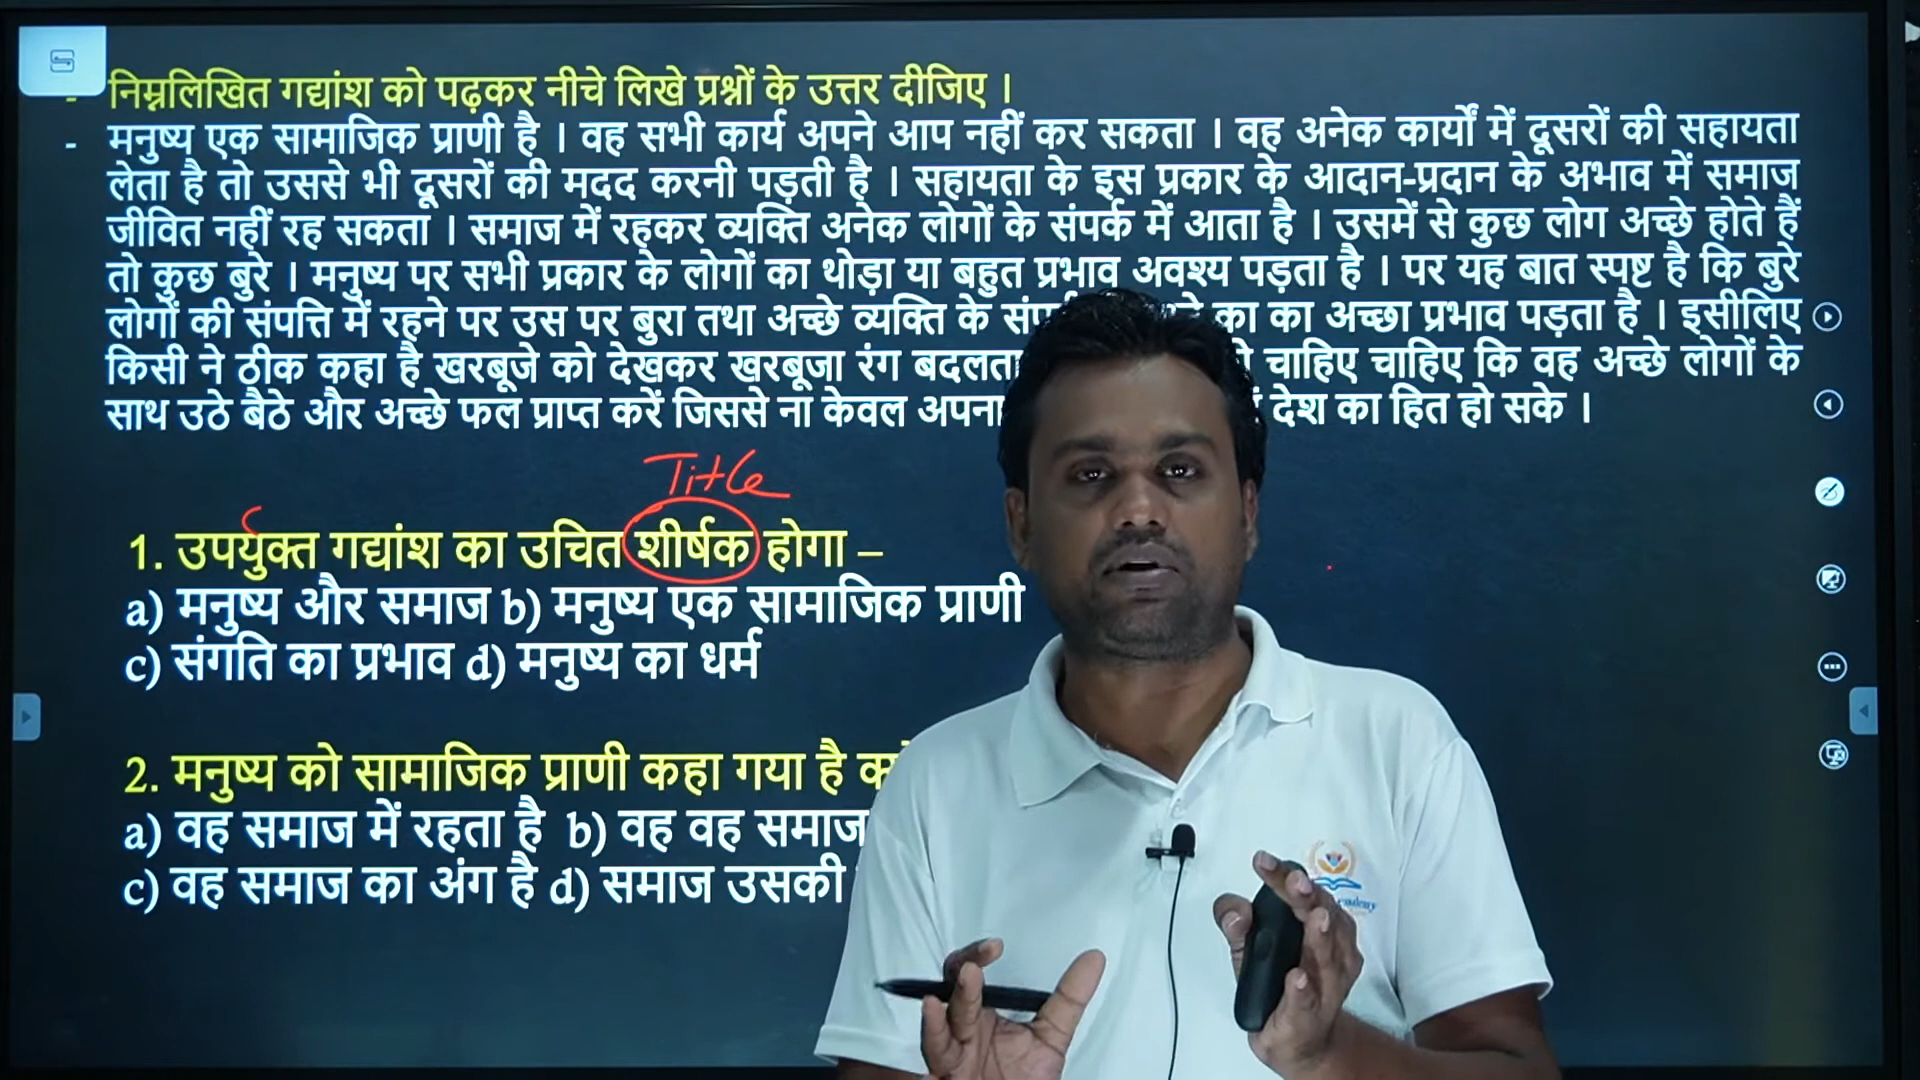 निम्नलिखित गद्यांश को पढ़कर नीचे लिखे प्रश्नों के उत्तर दीजिए ।
- मनुष्य एक सामाजिक प्राणी है । वह सभी कार्य अपने आप नहीं कर सकता । वह अनेक कार्यों में दूसरों की सहायता
लेता है तो उससे भी दूसरों की मदद करनी पड़ती है । सहायता के इस प्रकार के आदान-प्रदान के अभाव में समाज
जीवित नहीं रह सकता । समाज में रहकर व्यक्ति अनेक लोगों के संपर्क में आता है । उसमें से कुछ लोग अच्छे होते हैं
तो कुछ बुरे । मनुष्य पर सभी प्रकार के लोगों का थोड़ा या बहुत प्रभाव अवश्य पड़ता है । पर यह बात स्पष्ट है कि बुरे
लोगों की संपत्ति में रहने पर उस पर बुरा तथा अच्छे व्यक्ति के का का अच्छा प्रभाव पड़ता है । इसीलिए
किसी ने ठीक कहा है खरबूजे को देखकर खरबूजा रंग बदलता चाहिए चाहिए कि वह अच्छे लोगों के
साथ उठे बैठे और अच्छे फल प्राप्त करें जिससे ना केवल अपना देश का हित हो सके ।
Title
1. उपयुक्त गद्यांश का उचित शीर्षक होगा –
a) मनुष्य और समाज b) मनुष्य एक सामाजिक प्राणी
c) संगति का प्रभाव d) मनुष्य का धर्म
2. मनुष्य को सामाजिक प्राणी कहा गया है
a) वह समाज में रहता है b) वह वह समाज
c) वह समाज का अंग है d) समाज उसकी